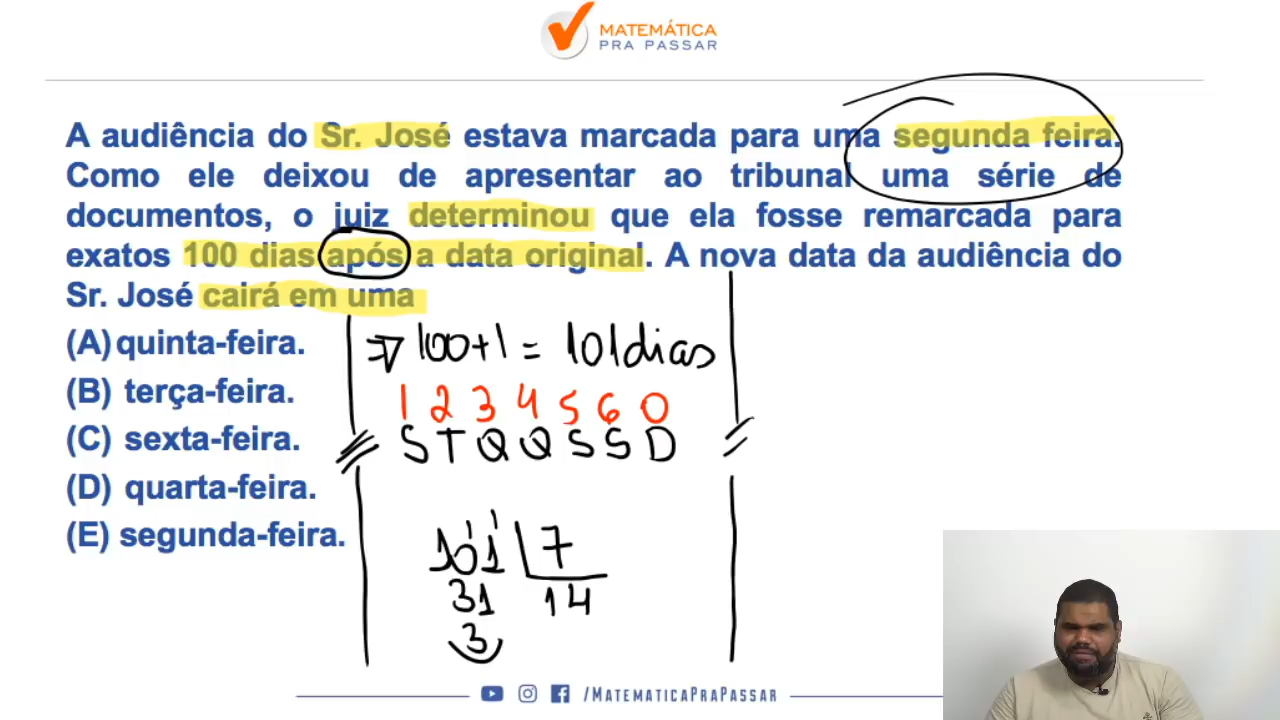 MATEMÁTICA
PRA PASSAR
A audiência do Sr. José estava marcada para uma segunda feira.
Como ele deixou de apresentar ao tribunal uma série de
documentos, o juiz determinou que ela fosse remarcada para
exatos 100 dias após a data original. A nova data da audiência do
Sr. José cairá em uma
(A) quinta-feira.
(B) terça-feira.
(C) sexta-feira.
(D) quarta-feira.
(E) segunda-feira.
⇒ 100+1 = 101 dias
1 2 3 4 5 6 0
S T Q Q S S D
101 7
31 14
3
/MATEMATICAPRAPASSAR